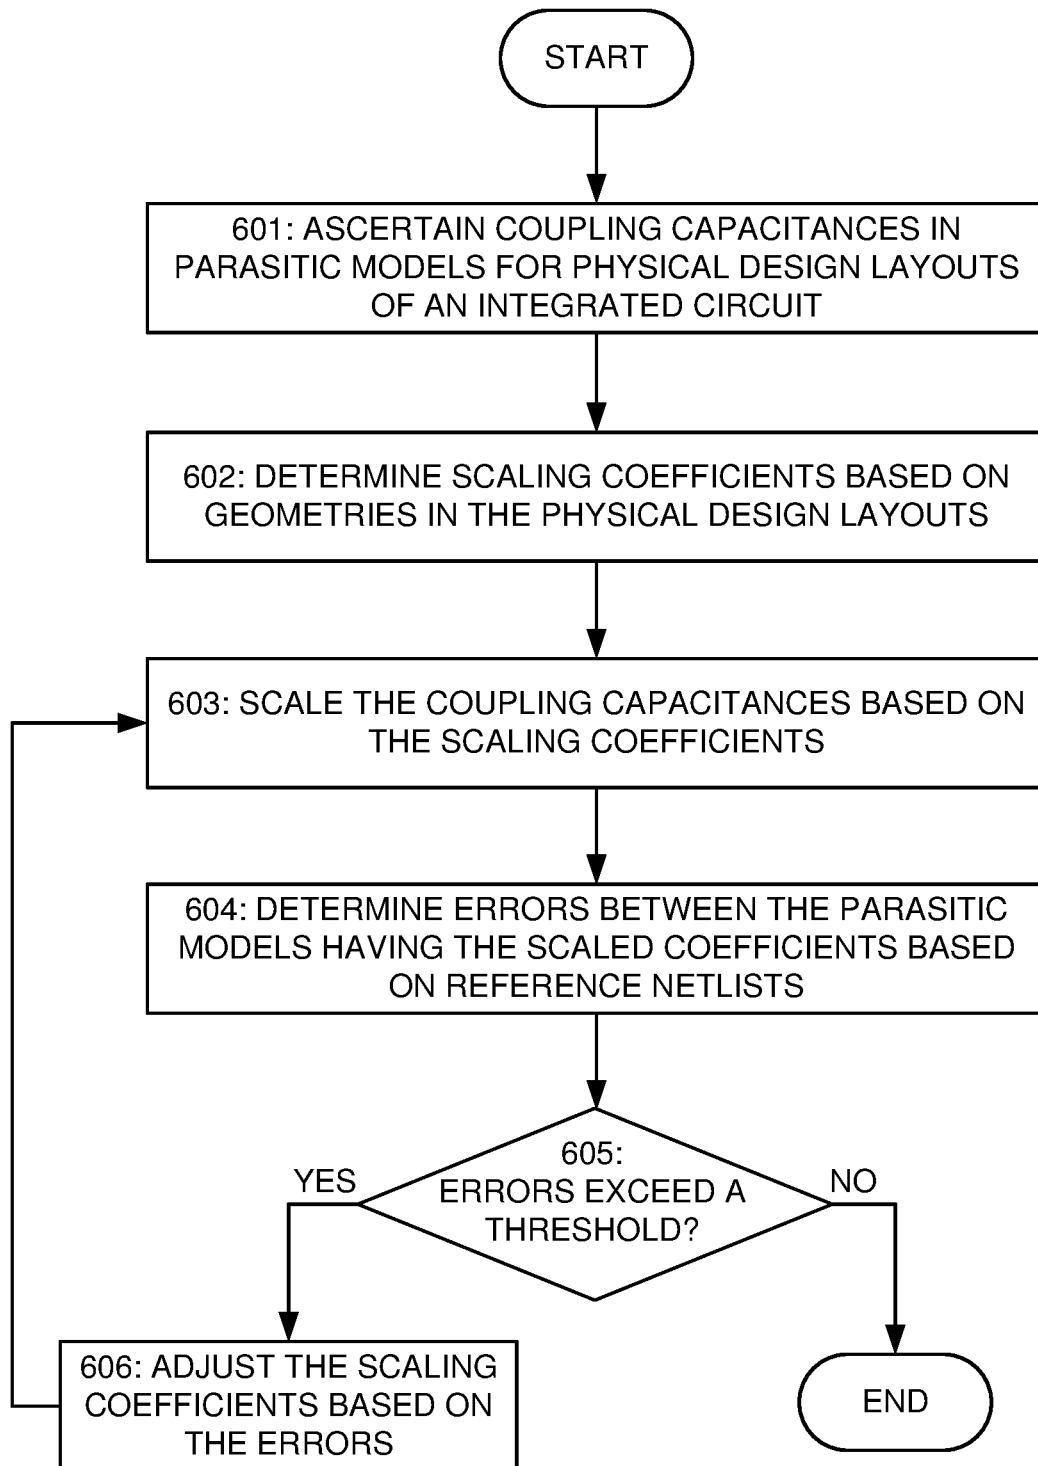 START
601: ASCERTAIN COUPLING CAPACITANCES IN
PARASITIC MODELS FOR PHYSICAL DESIGN LAYOUTS
OF AN INTEGRATED CIRCUIT
602: DETERMINE SCALING COEFFICIENTS BASED ON
GEOMETRIES IN THE PHYSICAL DESIGN LAYOUTS
603: SCALE THE COUPLING CAPACITANCES BASED ON
THE SCALING COEFFICIENTS
604: DETERMINE ERRORS BETWEEN THE PARASITIC
MODELS HAVING THE SCALED COEFFICIENTS BASED
ON REFERENCE NETLISTS
605:
ERRORS EXCEED A
THRESHOLD?
YES
NO
606: ADJUST THE SCALING
COEFFICIENTS BASED ON
THE ERRORS
END